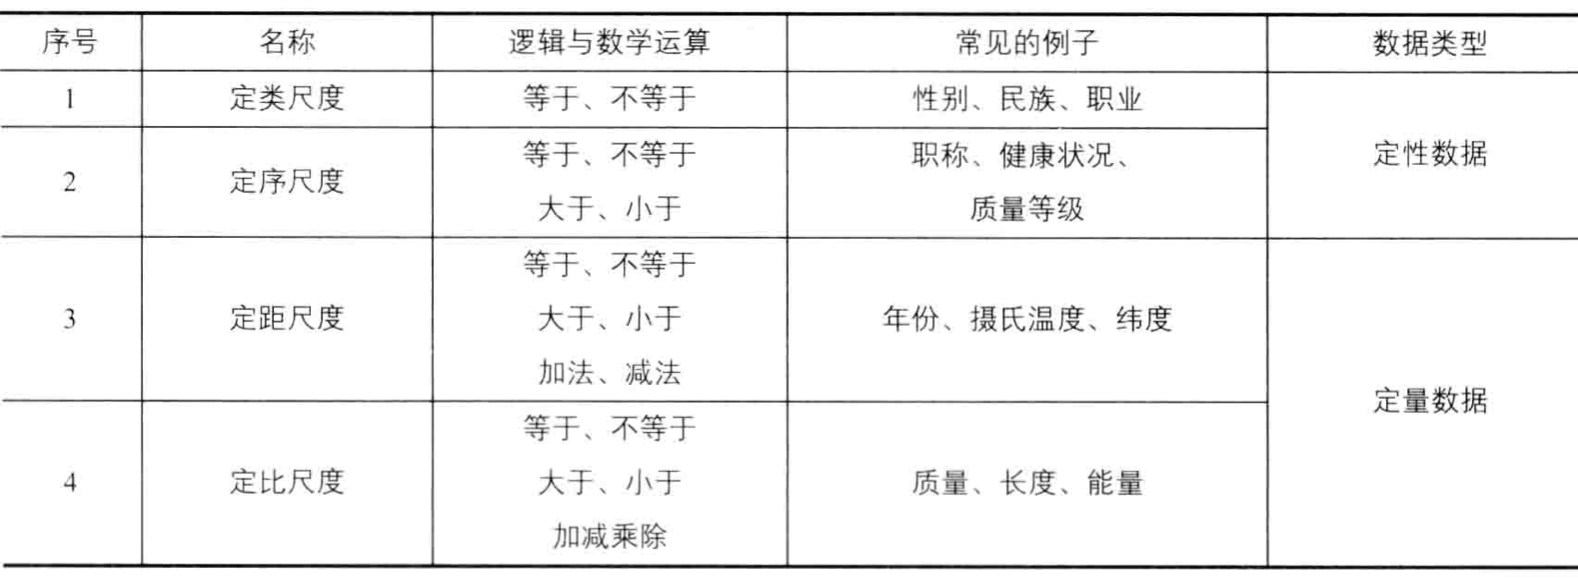 序号 名称 逻辑与数学运算 常见的例子 数据类型
1 定类尺度 等于、不等于 性别、民族、职业
定性数据
2 定序尺度
等于、不等于
大于、小于
职称、健康状况、
质量等级
3 定距尺度
等于、不等于
大于、小于
加法、减法
年份、摄氏温度、纬度
定量数据
4 定比尺度
等于、不等于
大于、小于
加减乘除
质量、长度、能量